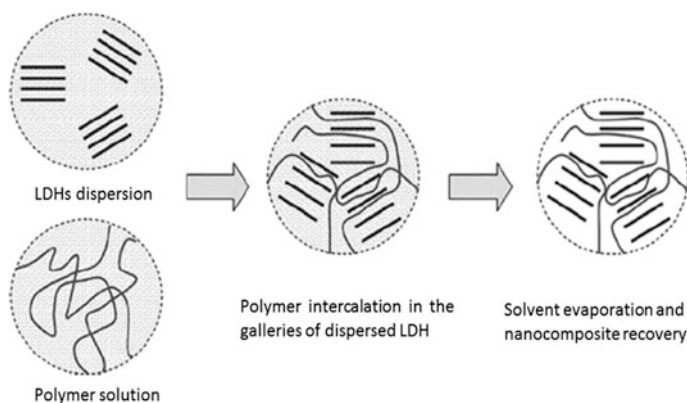 LDHs dispersion
Polymer solution
Polymer intercalation in the
galleries of dispersed LDH
Solvent evaporation and
nanocomposite recovery